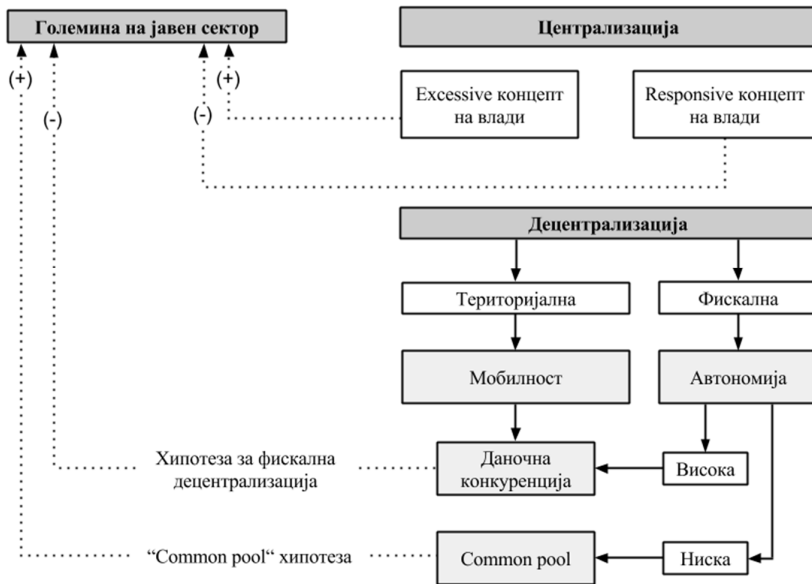 Големина на јавен сектор
Централизација
(+)
(-)
(-)
(+)
Excessive концепт
на влади
Responsive концепт
на влади
Децентрализација
Територијална
Фискална
Мобилност
Автономија
Хипотеза за фискална
децентрализација
Даночна
конкуренција
Висока
“Common pool“ хипотеза
Common pool
Ниска